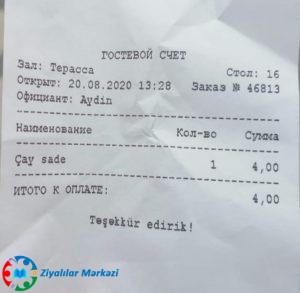 ГОСТЕВОЙ СЧЕТ
Зал: Терасса Стол: 16
Открыт: 20.08.2020 13:28 Заказ № 46813
Официант: Aydin
Наименование Кол-во Сумма
Çay sade 1 4,00
ИТОГО К ОПЛАТЕ: 4,00
Təşəkkür edirik!
Ziyalılar Mərkəzi